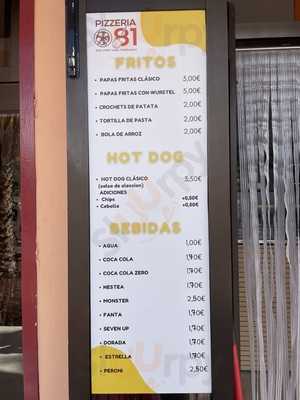 PIZZERIA
81
FRITOS
• PAPAS FRITAS CLÁSICO 3,00€
• PAPAS FRITAS CON WURSTEL 5,00€
• CROCHETS DE PATATA 2,00€
• TORTILLA DE PASTA 2,00€
• BOLA DE ARROZ 2,00€
HOT DOG
• HOT DOG CLÁSICO 3,50€
(salsa de eleccion)
ADICIONES
• Chips +0,50€
• Cebolla +0,50€
BEBIDAS
• AGUA 1,00€
• COCA COLA 1,70€
• COCA COLA ZERO 1,70€
• NESTEA 1,70€
• MONSTER 2,50€
• FANTA 1,70€
• SEVEN UP 1,70€
• DORADA 1,70€
• ESTRELLA 1,70€
• PERONI 2,50€